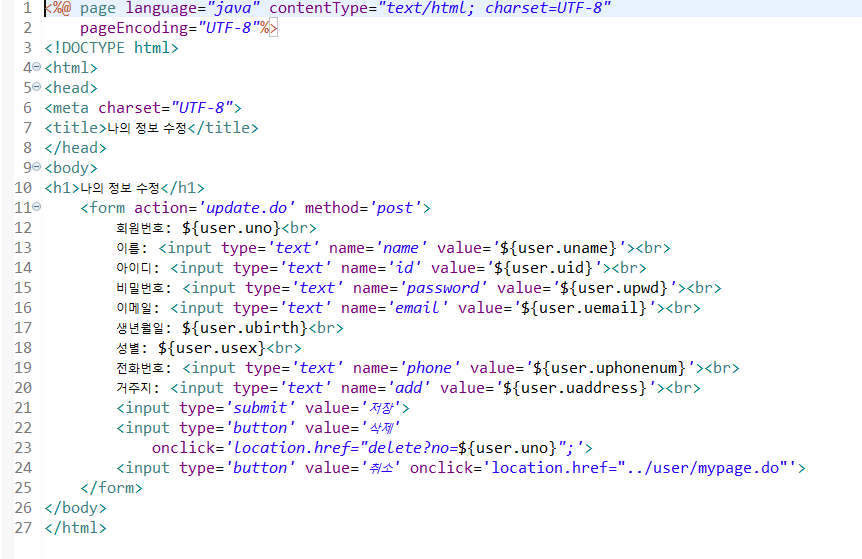 1 <%@ page language="java" contentType="text/html; charset=UTF-8"
2     pageEncoding="UTF-8"%>
3 <!DOCTYPE html>
4 <html>
5 <head>
6 <meta charset="UTF-8">
7 <title>나의 정보 수정</title>
8 </head>
9 <body>
10 <h1>나의 정보 수정</h1>
11     <form action='update.do' method='post'>
12         회원번호: ${user.uno}<br>
13         이름: <input type='text' name='name' value='${user.uname}'><br>
14         아이디: <input type='text' name='id' value='${user.uid}'><br>
15         비밀번호: <input type='text' name='password' value='${user.upwd}'><br>
16         이메일: <input type='text' name='email' value='${user.uemail}'><br>
17         생년월일: ${user.ubirth}<br>
18         성별: ${user.usex}<br>
19         전화번호: <input type='text' name='phone' value='${user.uphonenum}'><br>
20         거주지: <input type='text' name='add' value='${user.uaddress}'><br>
21         <input type='submit' value='저장'>
22         <input type='button' value='삭제'
23             onclick='location.href="delete?no=${user.uno}";'>
24         <input type='button' value='취소' onclick='location.href="../user/mypage.do"'>
25     </form>
26 </body>
27 </html>